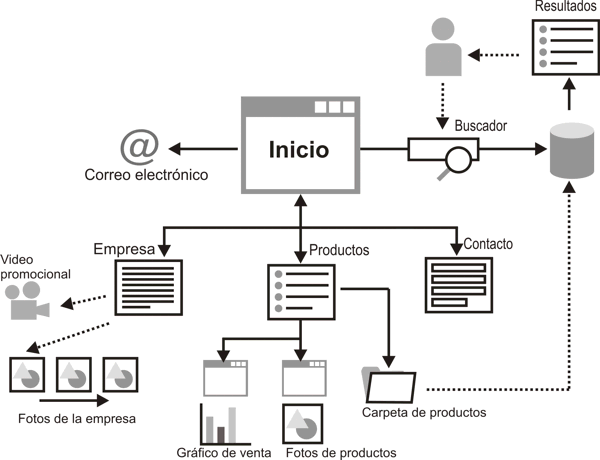 Resultados
Buscador
@
Inicio
Correo electrónico
Empresa
Productos
Contacto
Video
promocional
Fotos de la empresa
Carpeta de productos
Gráfico de venta
Fotos de productos